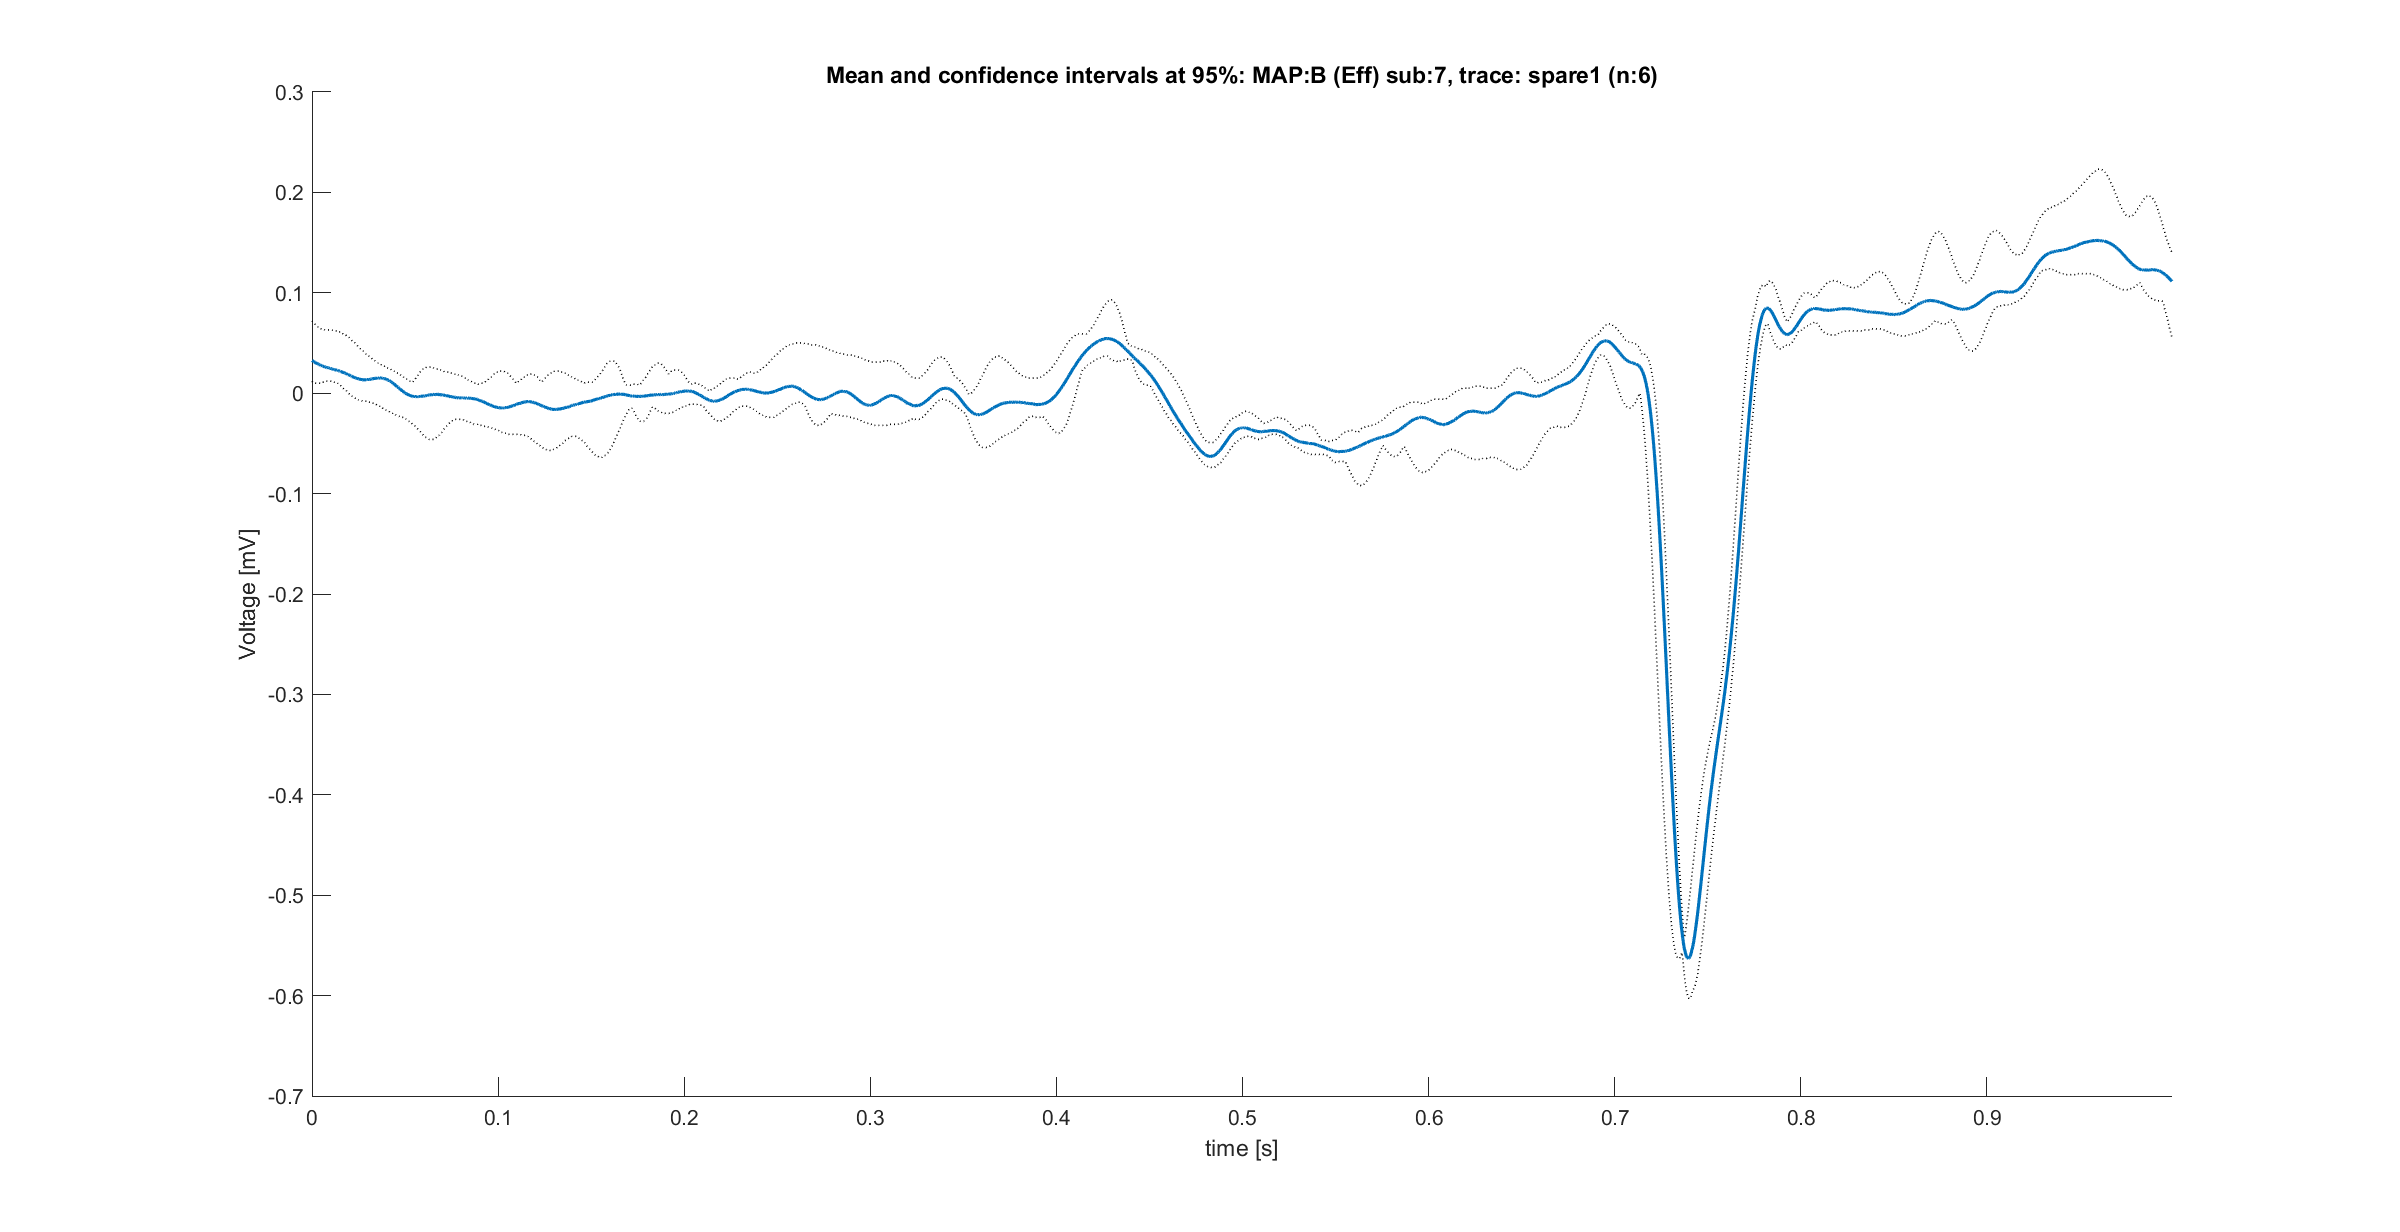 Mean and confidence intervals at 95%: MAP:B (Eff) sub:7, trace: spare1 (n:6)
0.3
0.2
0.1
0
-0.1
-0.2
-0.3
-0.4
-0.5
-0.6
-0.7
Voltage [mV]
0 0.1 0.2 0.3 0.4 0.5 0.6 0.7 0.8 0.9
time [s]